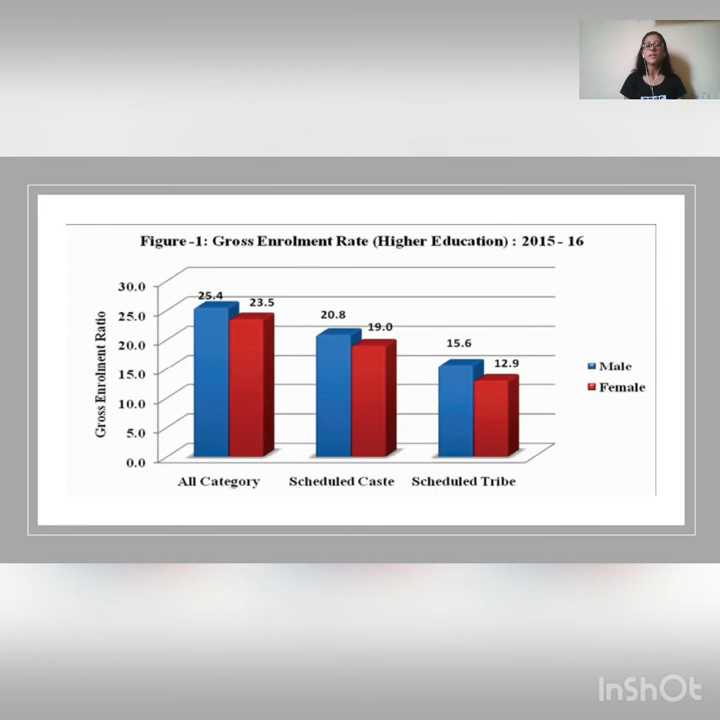 Figure -1: Gross Enrolment Rate (Higher Education) : 2015- 16
Gross Enrolment Ratio
30.0
25.0
20.0
15.0
10.0
5.0
0.0
25.4
23.5
20.8
19.0
15.6
12.9
All Category
Scheduled Caste
Scheduled Tribe
Male
Female
InShOt